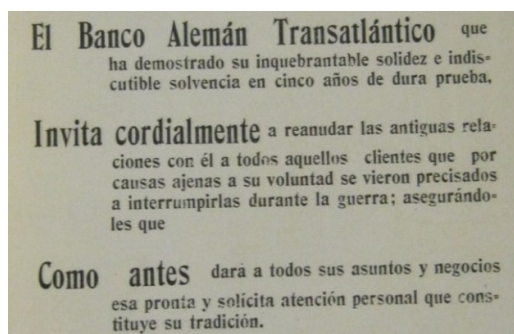 El Banco Alemán Transatlántico que
ha demostrado su inquebrantable solidez e indis-
cutible solvencia en cinco años de dura prueba,
Invita cordialmente a reanudar las antiguas rela-
ciones con él a todos aquellos clientes que por
causas ajenas a su voluntad se vieron precisados
a interrumpirlas durante la guerra; asegurándo-
les que
Como antes dará a todos sus asuntos y negocios
esa pronta y solicita atención personal que cons-
tituye su tradición.